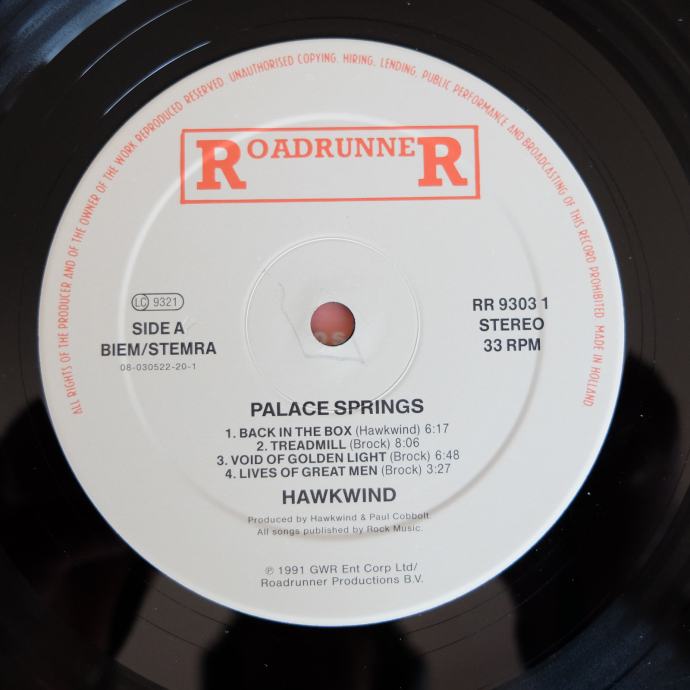 ALL RIGHTS OF THE PRODUCER AND OF THE OWNER OF THE WORK REPRODUCED RESERVED. UNAUTHORISED COPYING, HIRING, LENDING, PUBLIC PERFORMANCE AND BROADCASTING OF THIS RECORD PROHIBITED MADE IN HOLLAND
ROADRUNNER
LC 9321
SIDE A
BIEM/STEMRA
08-030522-20-1
RR 9303 1
STEREO
33 RPM
PALACE SPRINGS
1. BACK IN THE BOX (Hawkwind) 6:17
2. TREADMILL (Brock) 8:06
3. VOID OF GOLDEN LIGHT (Brock) 6:48
4. LIVES OF GREAT MEN (Brock) 3:27
HAWKWIND
Produced by Hawkwind & Paul Cobbolt.
All songs published by Rock Music.
℗ 1991 GWR Ent Corp Ltd/
Roadrunner Productions B.V.